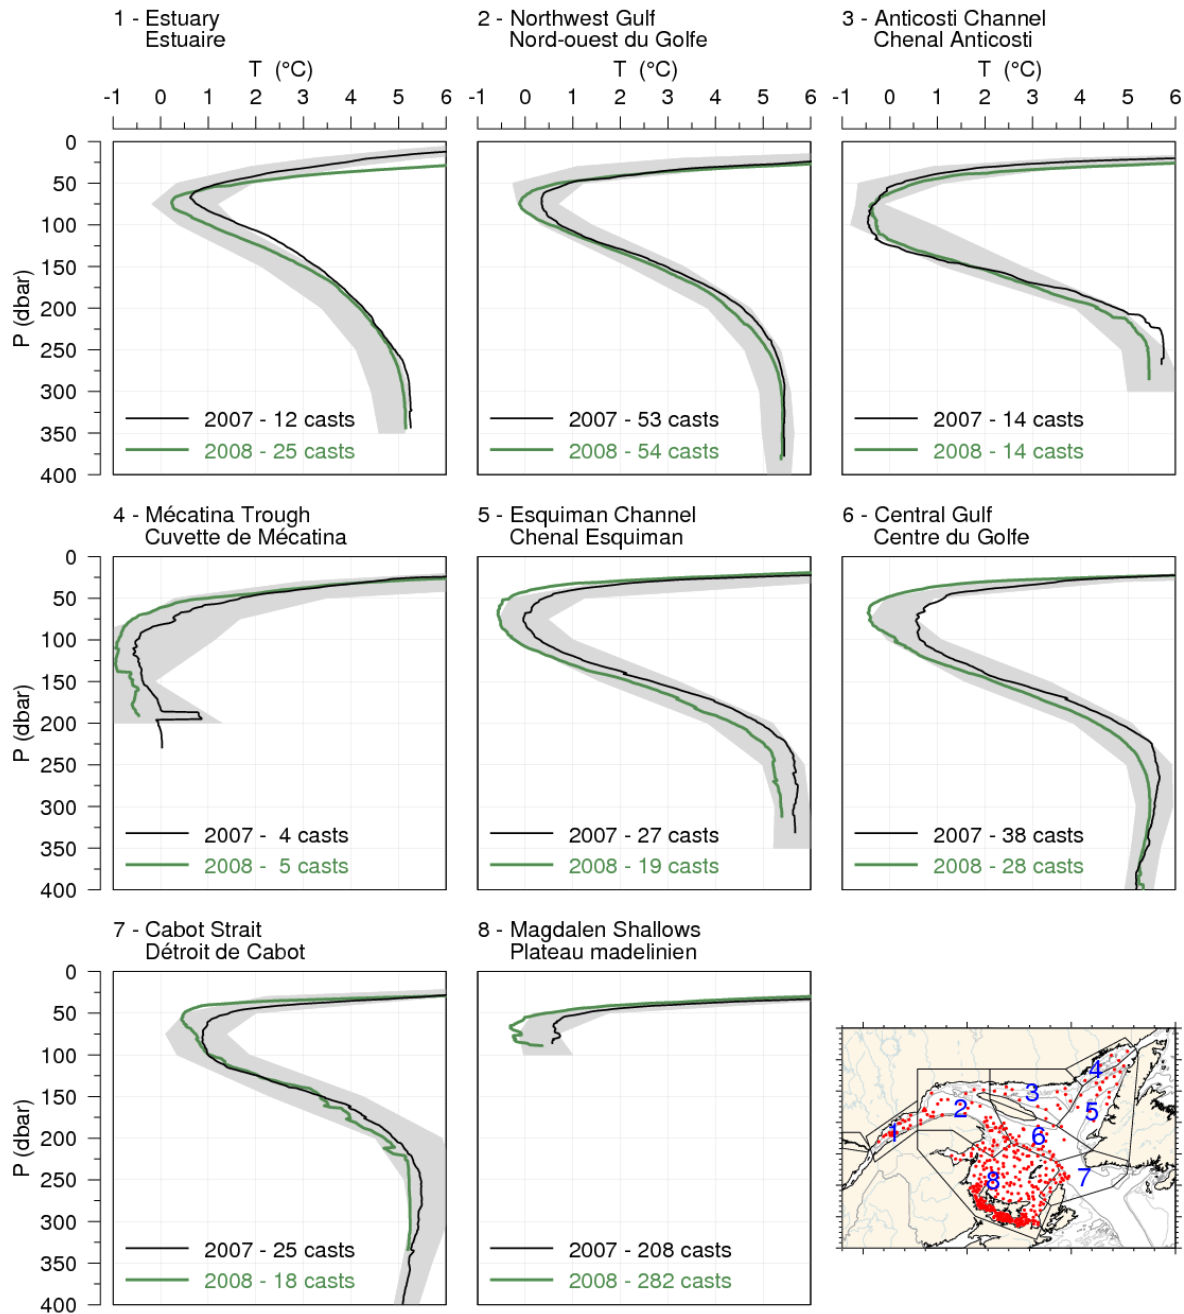 1 - Estuary
Estuaire
2 - Northwest Gulf
Nord-ouest du Golfe
3 - Anticosti Channel
Chenal Anticosti
T (°C)
T (°C)
T (°C)
-1 0 1 2 3 4 5 6
-1 0 1 2 3 4 5 6
-1 0 1 2 3 4 5 6
P (dbar)
0
50
100
150
200
250
300
350
400
2007 - 12 casts
2008 - 25 casts
2007 - 53 casts
2008 - 54 casts
2007 - 14 casts
2008 - 14 casts
4 - Mécatina Trough
Cuvette de Mécatina
5 - Esquiman Channel
Chenal Esquiman
6 - Central Gulf
Centre du Golfe
P (dbar)
0
50
100
150
200
250
300
350
400
2007 - 4 casts
2008 - 5 casts
2007 - 27 casts
2008 - 19 casts
2007 - 38 casts
2008 - 28 casts
7 - Cabot Strait
Détroit de Cabot
8 - Magdalen Shallows
Plateau madelinien
P (dbar)
0
50
100
150
200
250
300
350
400
2007 - 25 casts
2008 - 18 casts
2007 - 208 casts
2008 - 282 casts
4
3
5
2
1
6
7
8